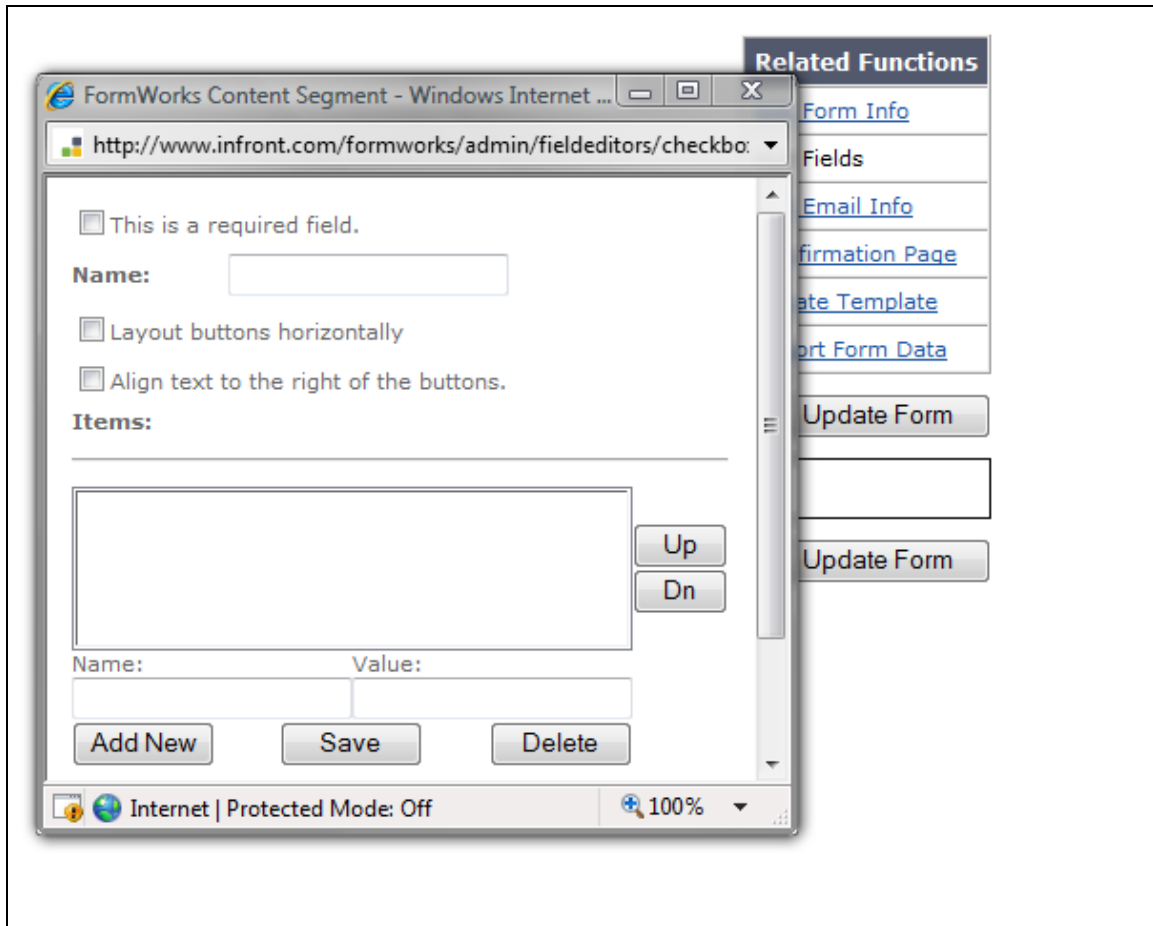 Related Functions
FormWorks Content Segment - Windows Internet ...
Form Info
http://www.infront.com/formworks/admin/fieldeditors/checkbo
Fields
This is a required field.
Email Info
Name:
firmation Page
Layout buttons horizontally
ate Template
Align text to the right of the buttons.
ort Form Data
Items:
Update Form
Up
Update Form
Dn
Name: Value:
Add New Save Delete
Internet | Protected Mode: Off 100%